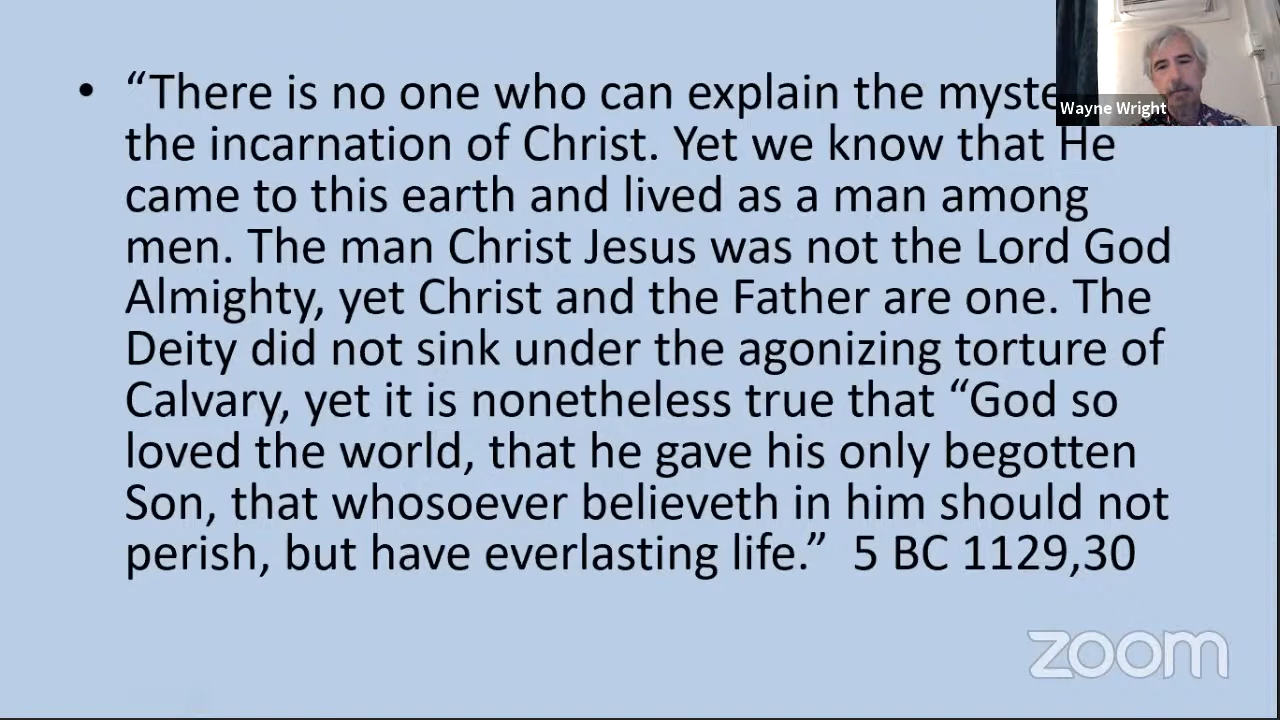 • “There is no one who can explain the
Wayne Wright
the incarnation of Christ. Yet we know that He
came to this earth and lived as a man among
men. The man Christ Jesus was not the Lord God
Almighty, yet Christ and the Father are one. The
Deity did not sink under the agonizing torture of
Calvary, yet it is nonetheless true that “God so
loved the world, that he gave his only begotten
Son, that whosoever believeth in him should not
perish, but have everlasting life.”  5 BC 1129,30
zoom